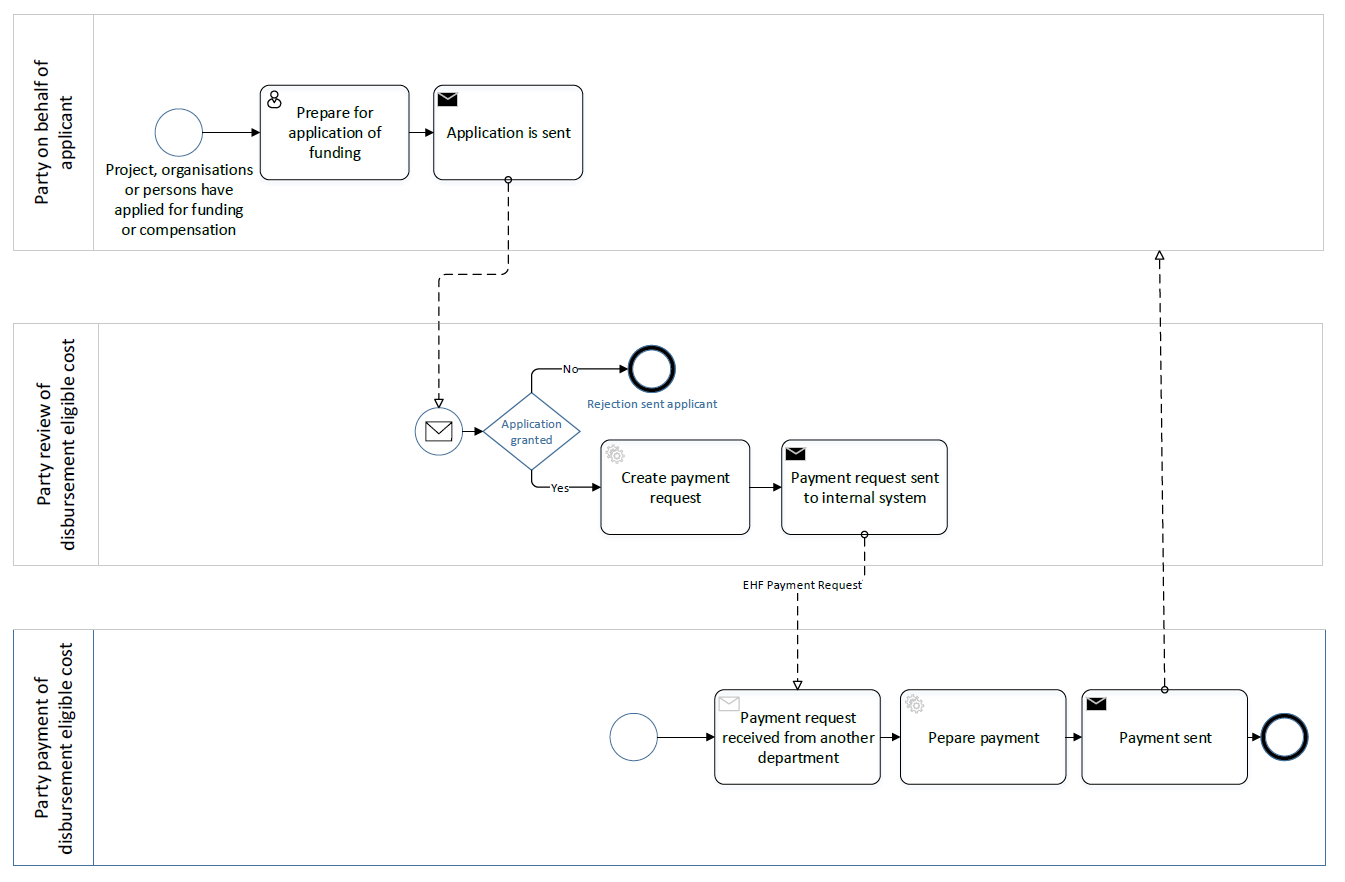 Party on behalf of
applicant
Prepare for
application of
funding
Application is sent
Project, organisations
or persons have
applied for funding
or compensation
Party review of
disbursement eligible cost
No
Rejection sent applicant
Application
granted
Yes
Create payment
request
Payment request sent
to internal system
EHF Payment Request
Party payment of
disbursement eligible cost
Payment request
received from another
department
Pepare payment
Payment sent